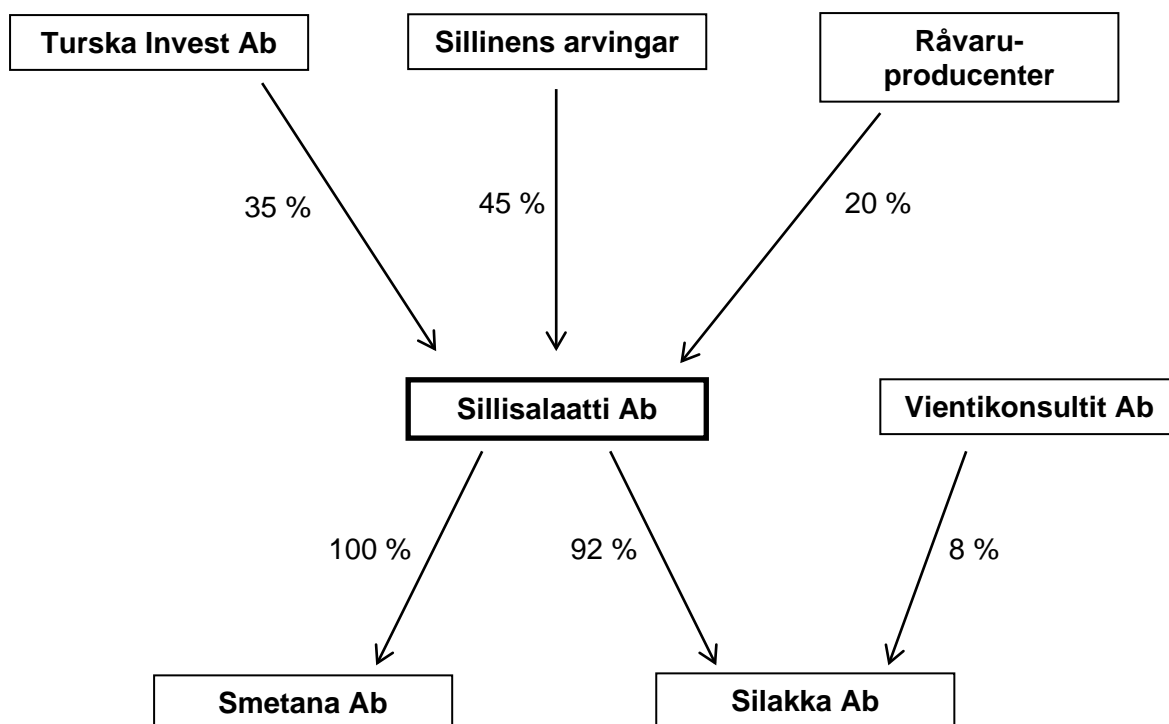 Turska Invest Ab
Sillinens arvingar
Råvaru-
producenter
35 %
45 %
20 %
Sillisalaatti Ab
Vientikonsultit Ab
100 %
92 %
8 %
Smetana Ab
Silakka Ab